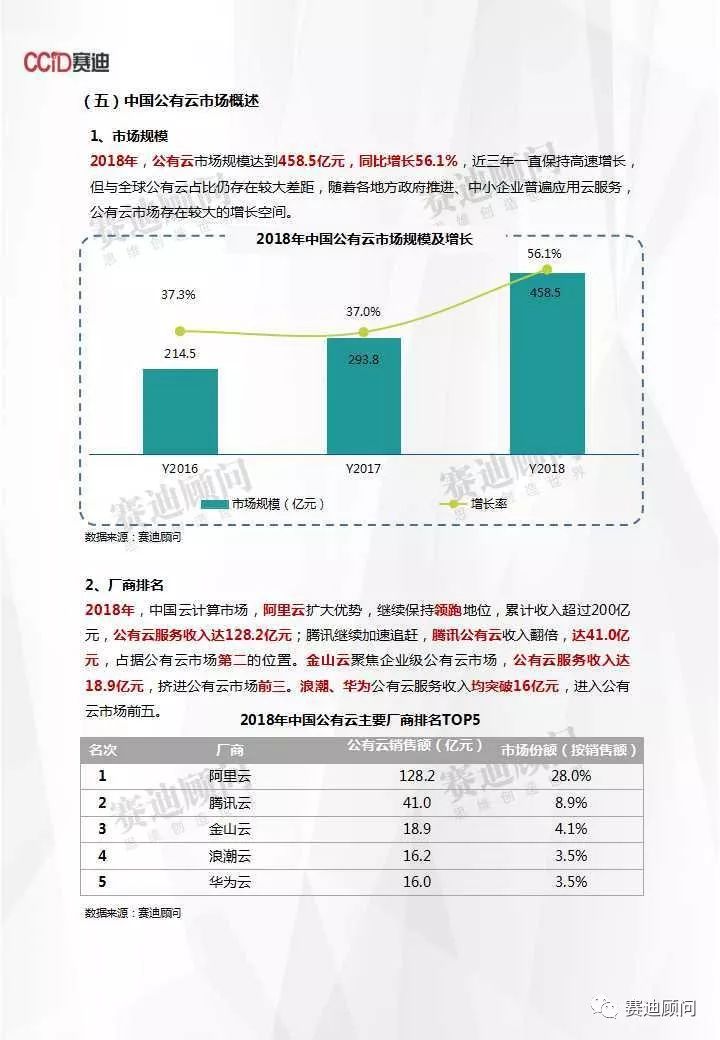 CCID赛迪
（五）中国公有云市场概述
1、市场规模
2018年，公有云市场规模达到458.5亿元，同比增长56.1%，近三年一直保持高速增长，
但与全球公有云占比仍存在较大差距，随着各地方政府推进、中小企业普遍应用云服务，
公有云市场存在较大的增长空间。
2018年中国公有云市场规模及增长
56.1%
37.3%
458.5
37.0%
214.5
293.8
Y2016
Y2017
Y2018
市场规模（亿元）
增长率
数据来源：赛迪顾问
2、厂商排名
2018年，中国云计算市场，阿里云扩大优势，继续保持领跑地位，累计收入超过200亿
元，公有云服务收入达128.2亿元；腾讯继续加速追赶，腾讯公有云收入翻倍，达41.0亿
元，占据公有云市场第二的位置。金山云聚焦企业级公有云市场，公有云服务收入达
18.9亿元，挤进公有云市场前三。浪潮、华为公有云服务收入均突破16亿元，进入公有
云市场前五。
2018年中国公有云主要厂商排名TOP5
名次 厂商 公有云销售额（亿元） 市场份额（按销售额）
1 阿里云 128.2 28.0%
2 腾讯云 41.0 8.9%
3 金山云 18.9 4.1%
4 浪潮云 16.2 3.5%
5 华为云 16.0 3.5%
数据来源：赛迪顾问
赛迪顾问
思维创造世界
赛迪顾问